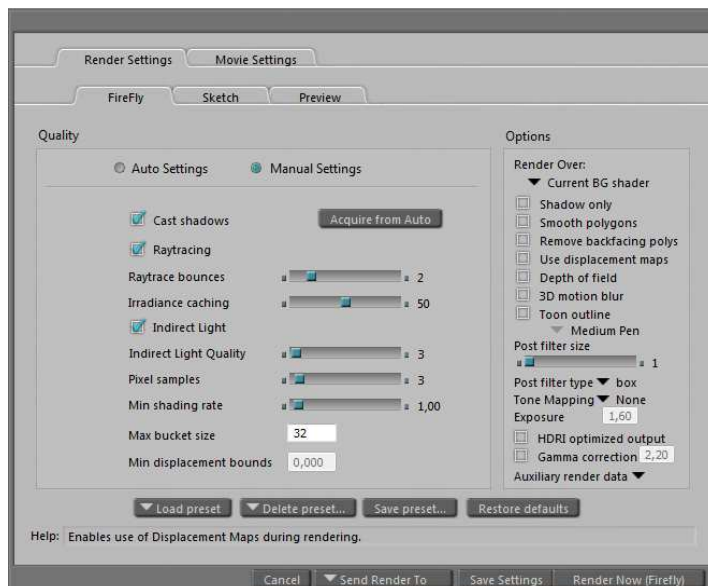 Render Settings Movie Settings
FireFly Sketch Preview
Quality
Auto Settings Manual Settings
Cast shadows Acquire from Auto
Raytracing
Raytrace bounces 2
Irradiance caching 50
Indirect Light
Indirect Light Quality 3
Pixel samples 3
Min shading rate 1,00
Max bucket size 32
Min displacement bounds 0,000
Options
Render Over:
Current BG shader
Shadow only
Smooth polygons
Remove backfacing polys
Use displacement maps
Depth of field
3D motion blur
Toon outline
Medium Pen
Post filter size
1
Post filter type box
Tone Mapping None
Exposure 1,60
HDRI optimized output
Gamma correction 2,20
Auxiliary render data
Load preset Delete preset... Save preset... Restore defaults
Help: Enables use of Displacement Maps during rendering.
Cancel Send Render To Save Settings Render Now (Firefly)